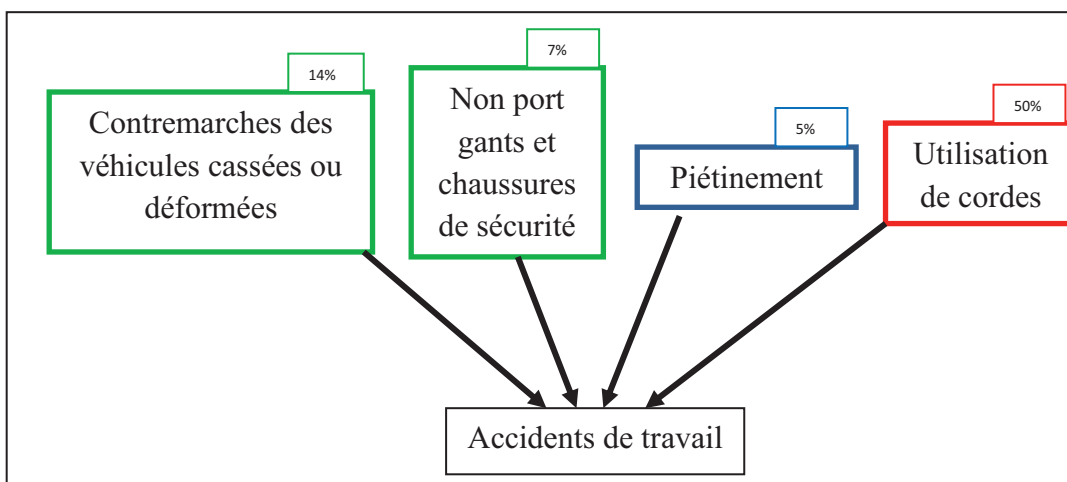 14%
Contremarches des
véhicules cassées ou
déformées
7%
Non port
gants et
chaussures
de sécurité
5%
Piétinement
50%
Utilisation
de cordes
Accidents de travail